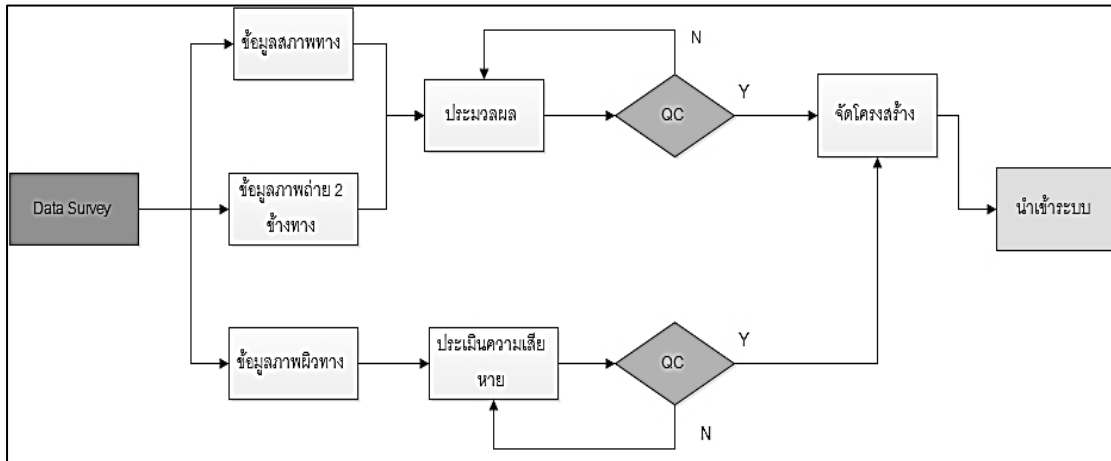 ข้อมูลสภาพทาง
N
ประมวลผล
QC
Y
จัดโครงสร้าง
Data Survey
ข้อมูลภาพถ่าย 2
ข้างทาง
นำเข้าระบบ
ข้อมูลภาพผิวทาง
ประเมินความเสีย
หาย
QC
Y
N